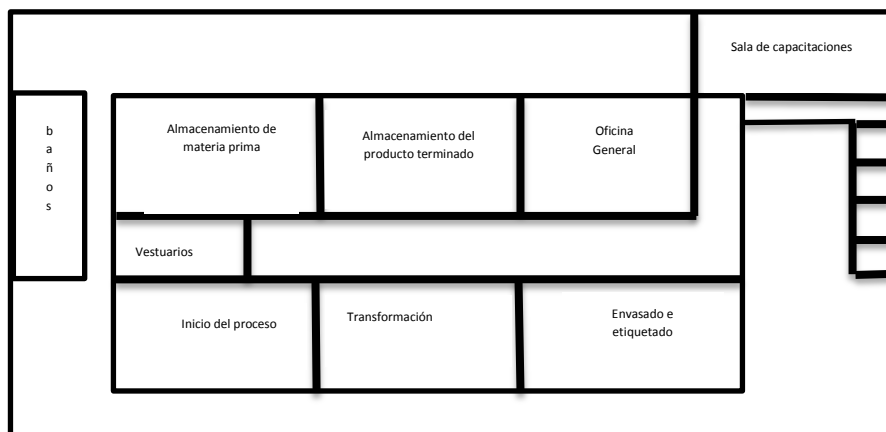 Sala de capacitaciones
b
a
ñ
o
s
Almacenamiento de
materia prima
Almacenamiento del
producto terminado
Oficina
General
Vestuarios
Inicio del proceso
Transformación
Envasado e
etiquetado